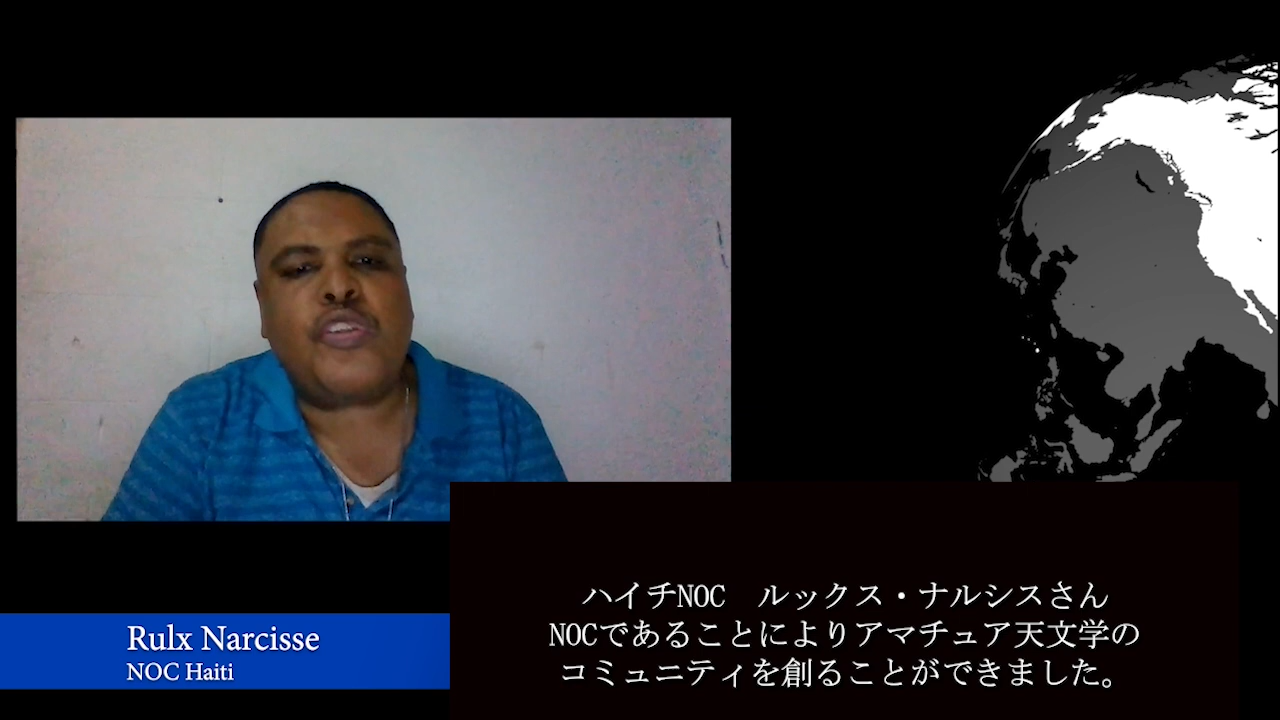 Rulx Narcisse
NOC Haiti
ハイチNOC　ルックス・ナルシスさん
NOCであることによりアマチュア天文学の
コミュニティを創ることができました。